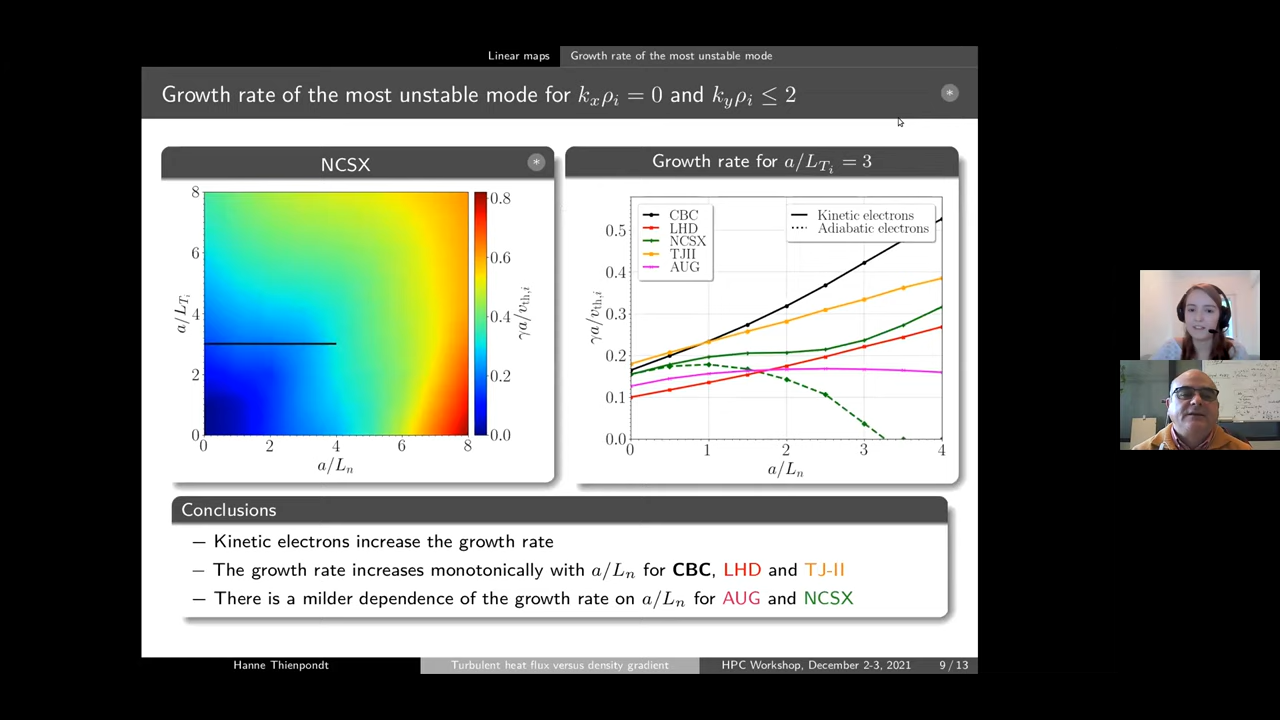 Linear maps Growth rate of the most unstable mode
Growth rate of the most unstable mode for kₓρᵢ = 0 and k_yρᵢ ≤ 2
*
NCSX
*
8
6
4
2
0
a/L_Tᵢ
0 2 4 6 8
a/Lₙ
0.8
0.6
0.4
0.2
0.0
γa/v_th,i
Growth rate for a/L_Tᵢ = 3
CBC
LHD
NCSX
TJII
AUG
Kinetic electrons
Adiabatic electrons
0.5
0.4
0.3
0.2
0.1
0.0
γa/v_th,i
0 1 2 3 4
a/Lₙ
Conclusions
– Kinetic electrons increase the growth rate
– The growth rate increases monotonically with a/Lₙ for CBC, LHD and TJ-II
– There is a milder dependence of the growth rate on a/Lₙ for AUG and NCSX
Hanne Thienpondt Turbulent heat flux versus density gradient HPC Workshop, December 2-3, 2021 9 / 13